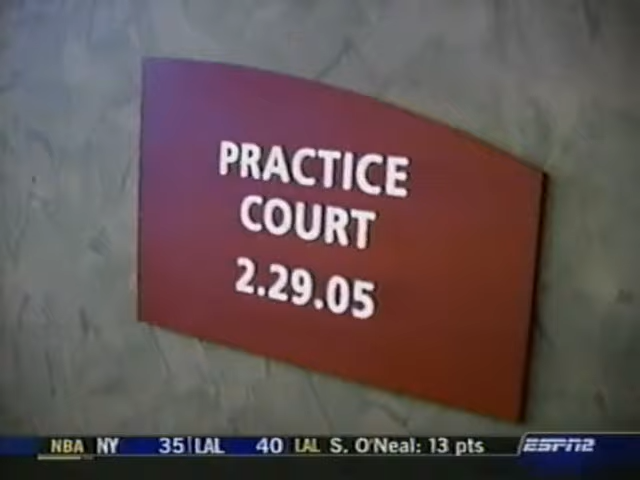 PRACTICE
COURT
2.29.05
NBA NY 35 LAL 40 LAL S. O'Neal: 13 pts ESPN2